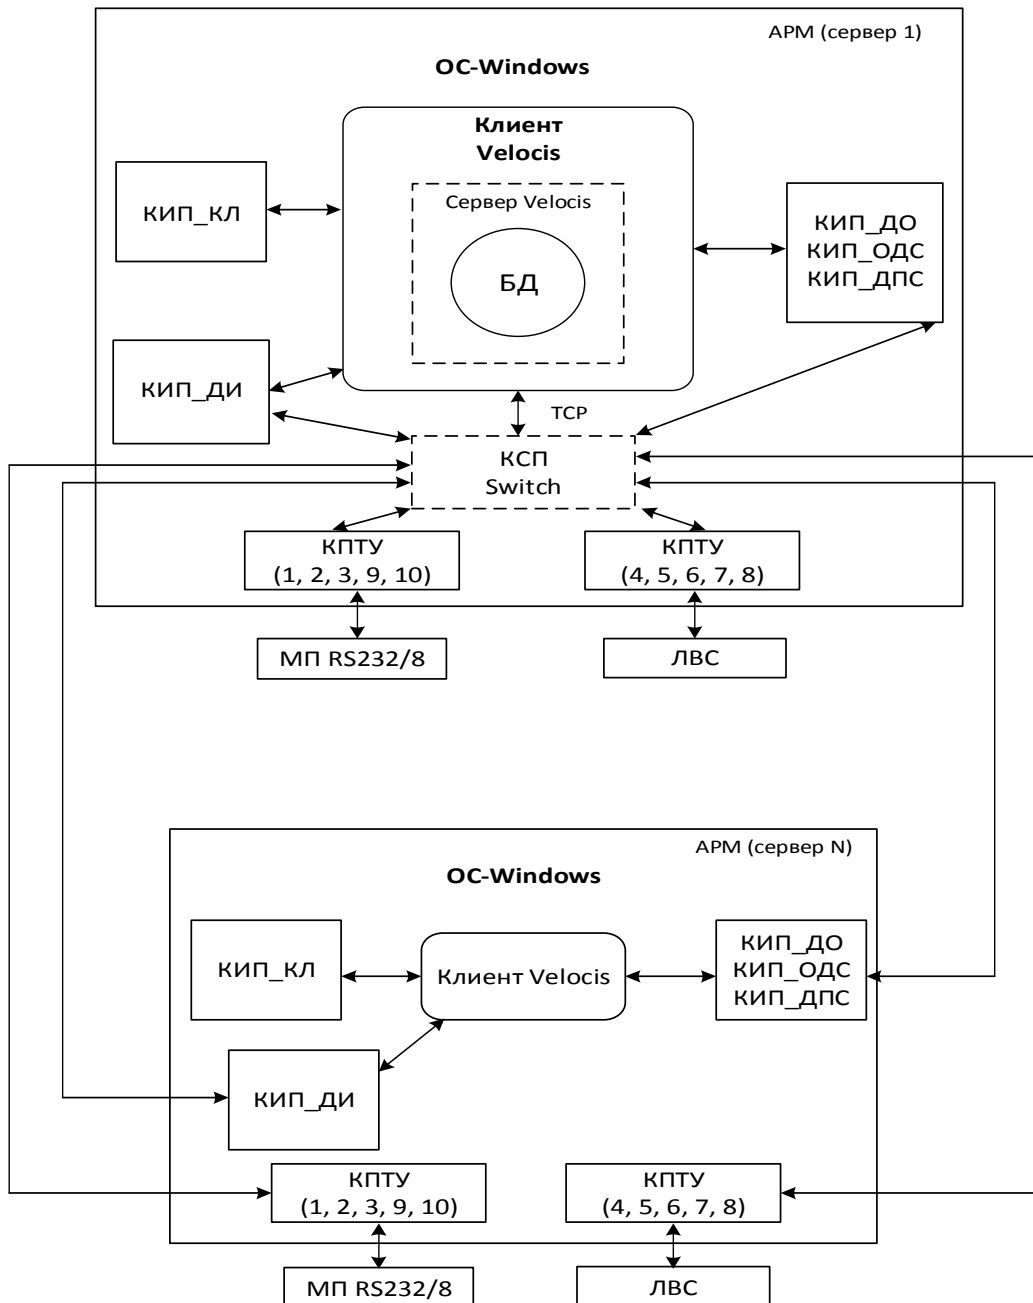 АРМ (сервер 1)
ОС-Windows
Клиент
Velocis
Сервер Velocis
БД
КИП_КЛ
КИП_ДО
КИП_ОДС
КИП_ДПС
КИП_ДИ
TCP
КСП
Switch
КПТУ
(1, 2, 3, 9, 10)
КПТУ
(4, 5, 6, 7, 8)
МП RS232/8
ЛВС
АРМ (сервер N)
ОС-Windows
КИП_КЛ
Клиент Velocis
КИП_ДО
КИП_ОДС
КИП_ДПС
КИП_ДИ
КПТУ
(1, 2, 3, 9, 10)
КПТУ
(4, 5, 6, 7, 8)
МП RS232/8
ЛВС